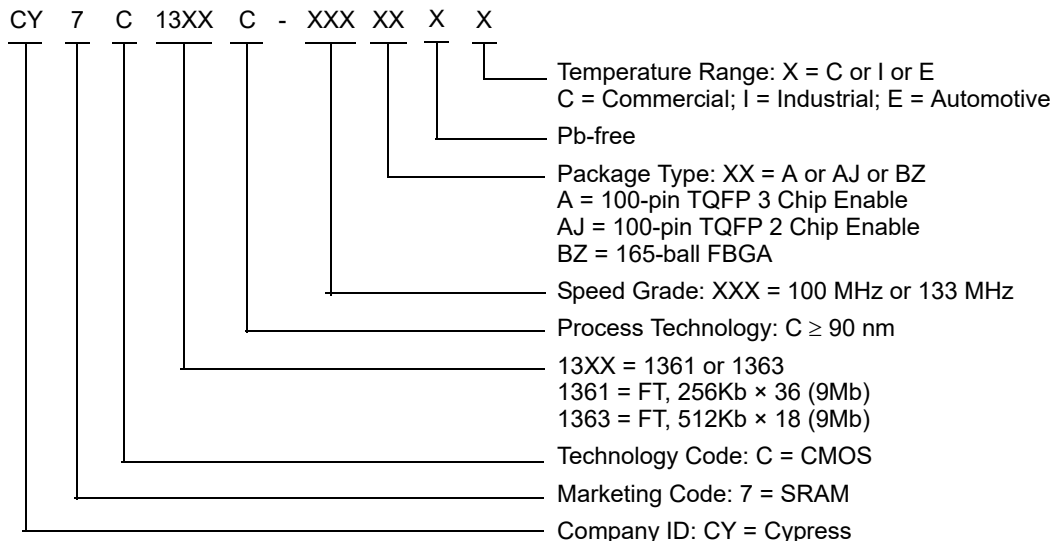 CY 7 C 13XX C - XXX XX X X
Temperature Range: X = C or I or E
C = Commercial; I = Industrial; E = Automotive
Pb-free
Package Type: XX = A or AJ or BZ
A = 100-pin TQFP 3 Chip Enable
AJ = 100-pin TQFP 2 Chip Enable
BZ = 165-ball FBGA
Speed Grade: XXX = 100 MHz or 133 MHz
Process Technology: C ≥ 90 nm
13XX = 1361 or 1363
1361 = FT, 256Kb × 36 (9Mb)
1363 = FT, 512Kb × 18 (9Mb)
Technology Code: C = CMOS
Marketing Code: 7 = SRAM
Company ID: CY = Cypress